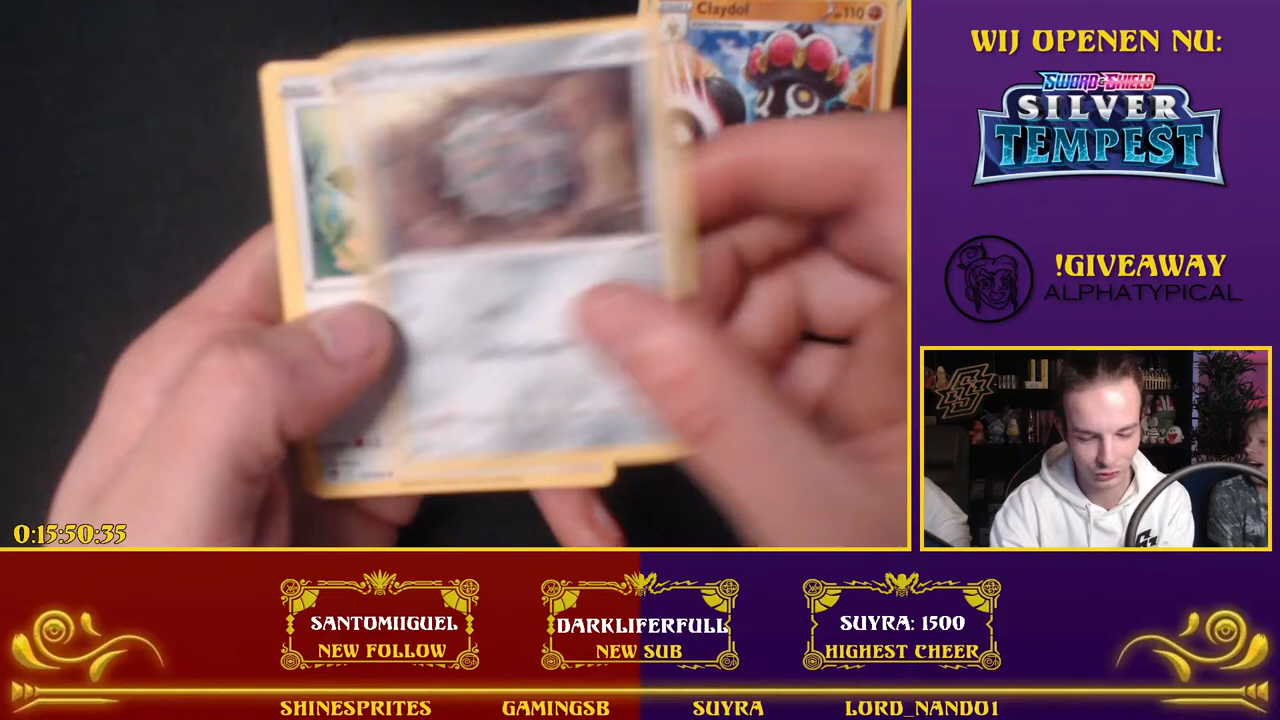 Claydol
110
WIJ OPENEN NU:
SWORD & SHIELD
SILVER
TEMPEST
!GIVEAWAY
ALPHATYPICAL
0:15:50:35
SANTOMIIGUEL
NEW FOLLOW
DARKLIFERFULL
NEW SUB
SUYRA: 1500
HIGHEST CHEER
SHINESPRITES
GAMINGSB
SUYRA
LORD_NANDO1